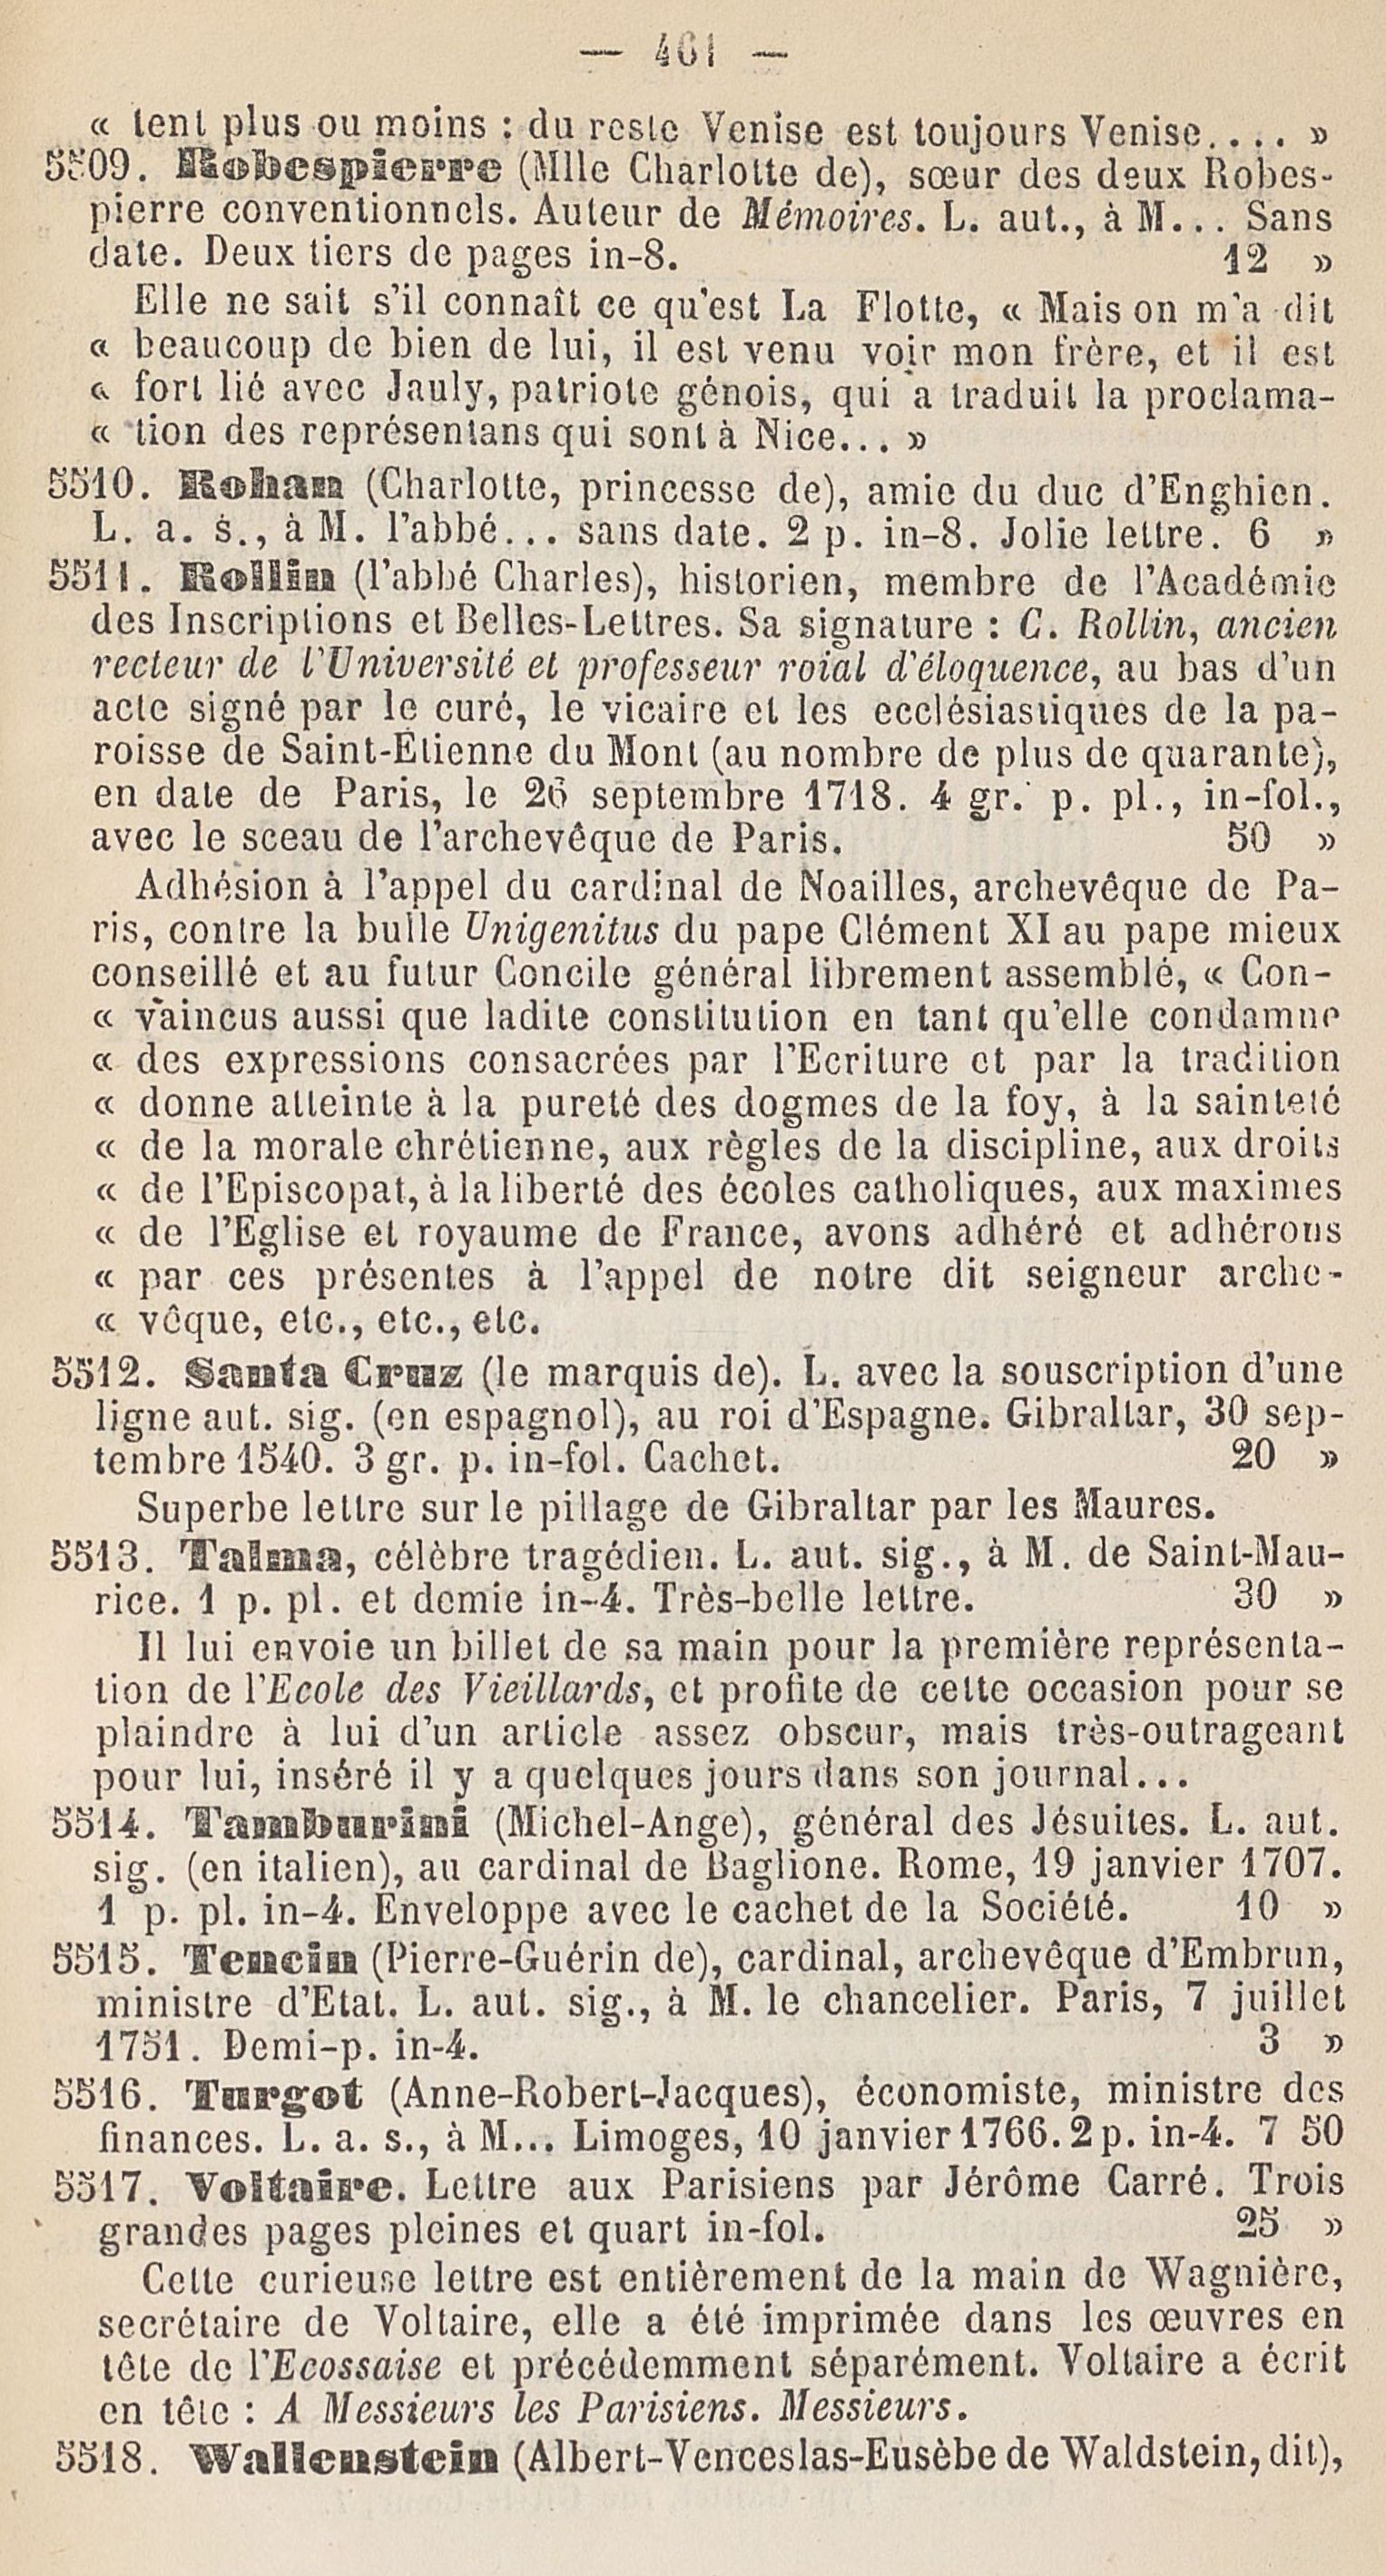 — 461 —
« tent plus ou moins : du reste Venise est toujours Venise.... »
5509. Robespierre (Mlle Charlotte de), sœur des deux Robes-
pierre conventionnels. Auteur de Mémoires. L. aut., à M... Sans
date. Deux tiers de pages in-8. 12 »
Elle ne sait s'il connaît ce qu'est La Flotte, « Mais on m'a dit
« beaucoup de bien de lui, il est venu voir mon frère, et il est
« fort lié avec Jauly, patriote génois, qui a traduit la proclama-
« tion des représentans qui sont à Nice... »
5510. Rohan (Charlotte, princesse de), amie du duc d'Enghien.
L. a. s., à M. l'abbé... sans date. 2 p. in-8. Jolie lettre. 6 »
5511. Rollin (l'abbé Charles), historien, membre de l'Académie
des Inscriptions et Belles-Lettres. Sa signature : C. Rollin, ancien
recteur de l'Université et professeur roïal d'éloquence, au bas d'un
acte signé par le curé, le vicaire et les ecclésiastiques de la pa-
roisse de Saint-Étienne du Mont (au nombre de plus de quarante),
en date de Paris, le 26 septembre 1718. 4 gr. p. pl., in-fol.,
avec le sceau de l'archevêque de Paris. 50 »
Adhésion à l'appel du cardinal de Noailles, archevêque de Pa-
ris, contre la bulle Unigenitus du pape Clément XI au pape mieux
conseillé et au futur Concile général librement assemblé, « Con-
« vaincus aussi que ladite constitution en tant qu'elle condamne
« des expressions consacrées par l'Ecriture et par la tradition
« donne atteinte à la pureté des dogmes de la foy, à la sainteté
« de la morale chrétienne, aux règles de la discipline, aux droits
« de l'Episcopat, à la liberté des écoles catholiques, aux maximes
« de l'Eglise et royaume de France, avons adhéré et adhérons
« par ces présentes à l'appel de notre dit seigneur arche-
« vêque, etc., etc., etc.
5512. Santa Cruz (le marquis de). L. avec la souscription d'une
ligne aut. sig. (en espagnol), au roi d'Espagne. Gibraltar, 30 sep-
tembre 1540. 3 gr. p. in-fol. Cachet. 20 »
Superbe lettre sur le pillage de Gibraltar par les Maures.
5513. Talma, célèbre tragédien. L. aut. sig., à M. de Saint-Mau-
rice. 1 p. pl. et demie in-4. Très-belle lettre. 30 »
Il lui envoie un billet de sa main pour la première représenta-
tion de l'Ecole des Vieillards, et profite de cette occasion pour se
plaindre à lui d'un article assez obscur, mais très-outrageant
pour lui, inséré il y a quelques jours dans son journal...
5514. Tamburini (Michel-Ange), général des Jésuites. L. aut.
sig. (en italien), au cardinal de Baglione. Rome, 19 janvier 1707.
1 p. pl. in-4. Enveloppe avec le cachet de la Société. 10 »
5515. Tencin (Pierre-Guérin de), cardinal, archevêque d'Embrun,
ministre d'Etat. L. aut. sig., à M. le chancelier. Paris, 7 juillet
1751. Demi-p. in-4. 3 »
5516. Turgot (Anne-Robert-Jacques), économiste, ministre des
finances. L. a. s., à M... Limoges, 10 janvier 1766. 2 p. in-4. 7 50
5517. Voltaire. Lettre aux Parisiens par Jérôme Carré. Trois
grandes pages pleines et quart in-fol. 25 »
Cette curieuse lettre est entièrement de la main de Wagnière,
secrétaire de Voltaire, elle a été imprimée dans les œuvres en
tête de l'Ecossaise et précédemment séparément. Voltaire a écrit
en tête : A Messieurs les Parisiens. Messieurs.
5518. Wallenstein (Albert-Venceslas-Eusèbe de Waldstein, dit),